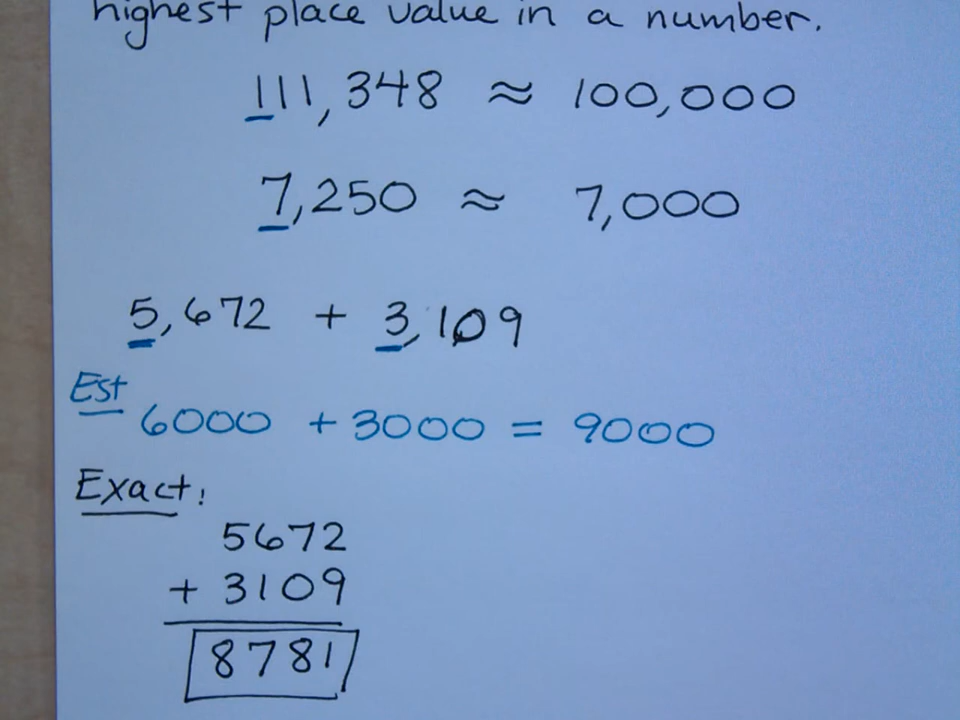 highest place value in a number.
111,348 ≈ 100,000
7,250 ≈ 7,000
5,672 + 3,109
Est
6000 + 3000 = 9000
Exact:
5672
+ 3109
8781